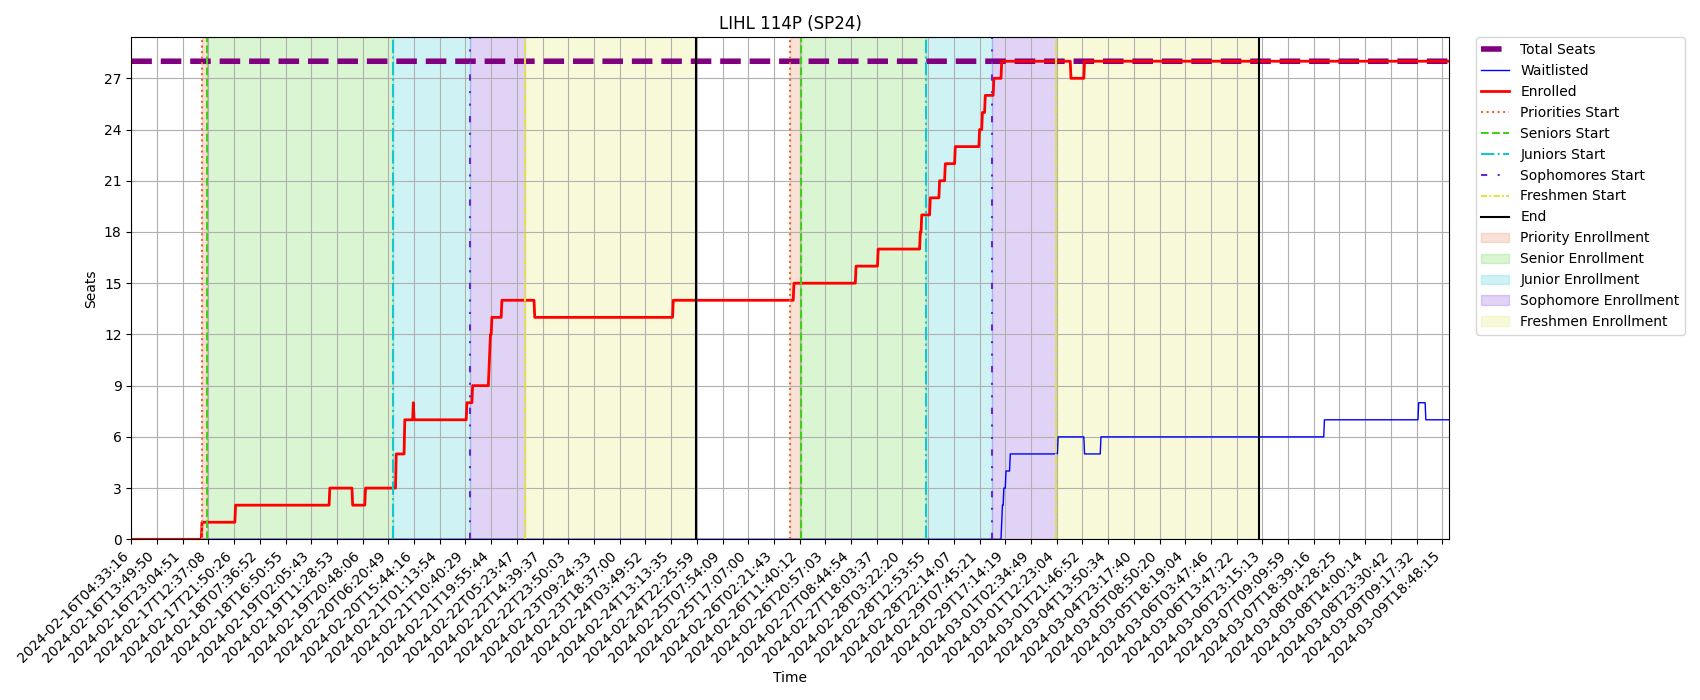 LIHL 114P (SP24)
Total Seats
Waitlisted
Enrolled
Priorities Start
Seniors Start
Juniors Start
Sophomores Start
Freshmen Start
End
Priority Enrollment
Senior Enrollment
Junior Enrollment
Sophomore Enrollment
Freshmen Enrollment
Seats
27
24
21
18
15
12
9
6
3
0
2024-02-16T04:33:16
2024-02-16T13:49:50
2024-02-16T23:04:51
2024-02-17T12:37:08
2024-02-17T21:50:26
2024-02-18T07:36:52
2024-02-18T16:50:55
2024-02-19T02:05:43
2024-02-19T11:28:53
2024-02-19T20:48:06
2024-02-20T06:20:49
2024-02-20T15:44:16
2024-02-21T01:13:54
2024-02-21T10:40:29
2024-02-21T19:55:44
2024-02-22T05:23:47
2024-02-22T14:39:37
2024-02-22T23:50:03
2024-02-23T09:24:33
2024-02-23T18:37:00
2024-02-24T03:49:52
2024-02-24T13:13:35
2024-02-24T22:25:59
2024-02-25T07:54:09
2024-02-25T17:07:00
2024-02-26T02:21:43
2024-02-26T11:40:12
2024-02-26T20:57:03
2024-02-27T08:44:54
2024-02-27T18:03:37
2024-02-28T03:22:20
2024-02-28T12:53:55
2024-02-28T22:14:07
2024-02-29T07:45:21
2024-02-29T17:14:19
2024-03-01T02:34:49
2024-03-01T12:23:04
2024-03-01T21:46:52
2024-03-04T13:50:34
2024-03-04T23:17:40
2024-03-05T08:50:20
2024-03-05T18:19:04
2024-03-06T03:47:46
2024-03-06T13:47:22
2024-03-06T23:15:13
2024-03-07T09:09:59
2024-03-07T18:39:16
2024-03-08T04:28:25
2024-03-08T14:00:14
2024-03-08T23:30:42
2024-03-09T09:17:32
2024-03-09T18:48:15
Time